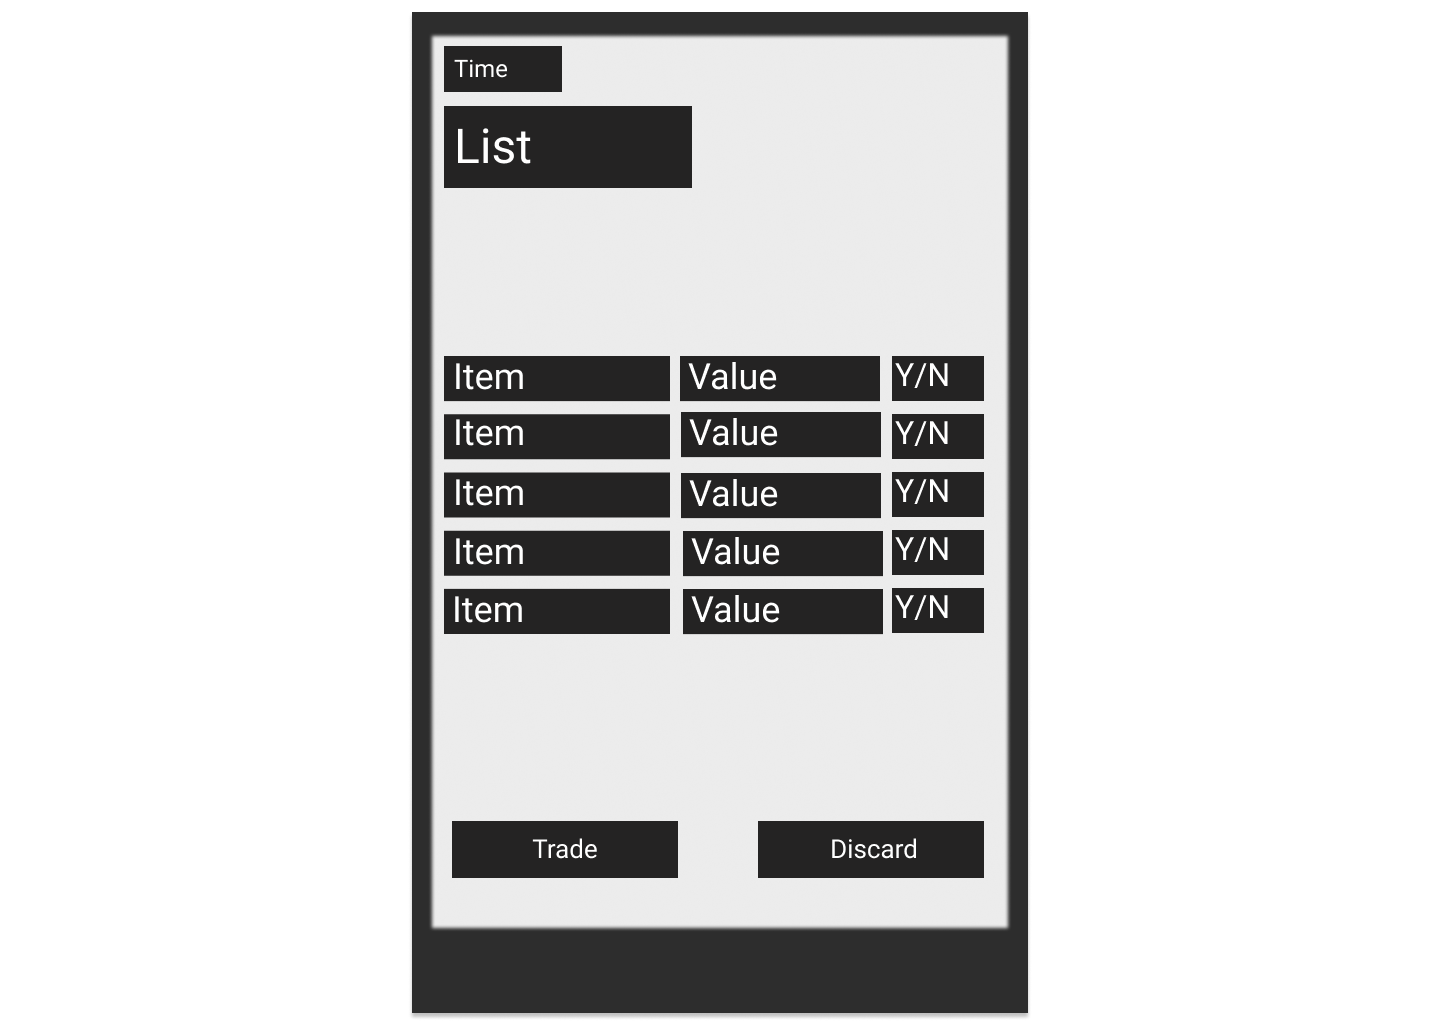 Time
List
Item Value Y/N
Item Value Y/N
Item Value Y/N
Item Value Y/N
Item Value Y/N
Trade Discard